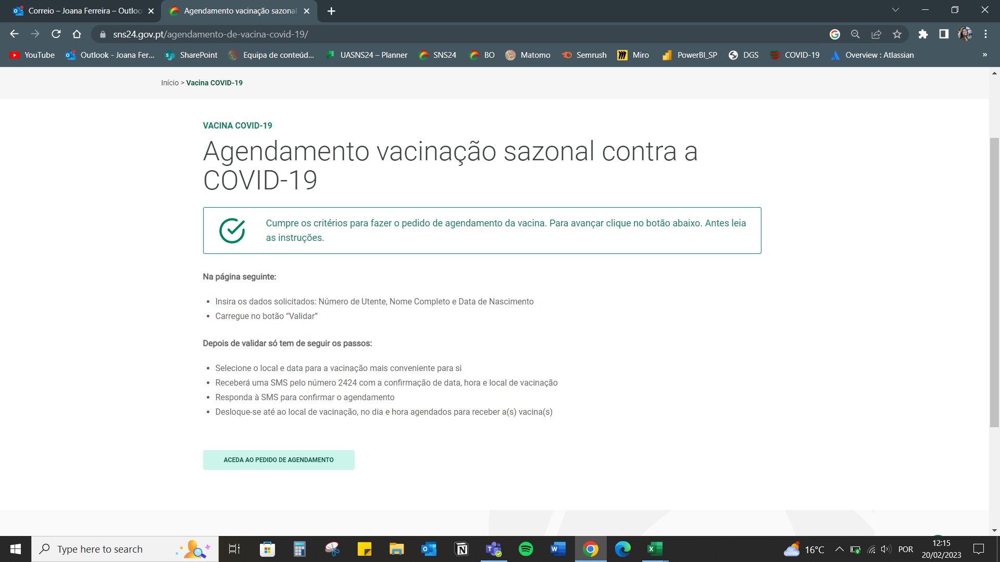 Correio – Joana Ferreira – Outloo
Agendamento vacinação sazonal
sns24.gov.pt/agendamento-de-vacina-covid-19/
YouTube
Outlook - Joana Fer...
SharePoint
Equipa de conteúd...
UASNS24 – Planner
SNS24
BO
Matomo
Semrush
Miro
PowerBI_SP
DGS
COVID-19
Overview : Atlassian
»
Início > Vacina COVID-19
VACINA COVID-19
Agendamento vacinação sazonal contra a
COVID-19
Cumpre os critérios para fazer o pedido de agendamento da vacina. Para avançar clique no botão abaixo. Antes leia
as instruções.
Na página seguinte:
• Insira os dados solicitados: Número de Utente, Nome Completo e Data de Nascimento
• Carregue no botão “Validar”
Depois de validar só tem de seguir os passos:
• Selecione o local e data para a vacinação mais conveniente para si
• Receberá uma SMS pelo número 2424 com a confirmação de data, hora e local de vacinação
• Responda à SMS para confirmar o agendamento
• Desloque-se até ao local de vacinação, no dia e hora agendados para receber a(s) vacina(s)
ACEDA AO PEDIDO DE AGENDAMENTO
Type here to search
16°C
POR
12:15
20/02/2023